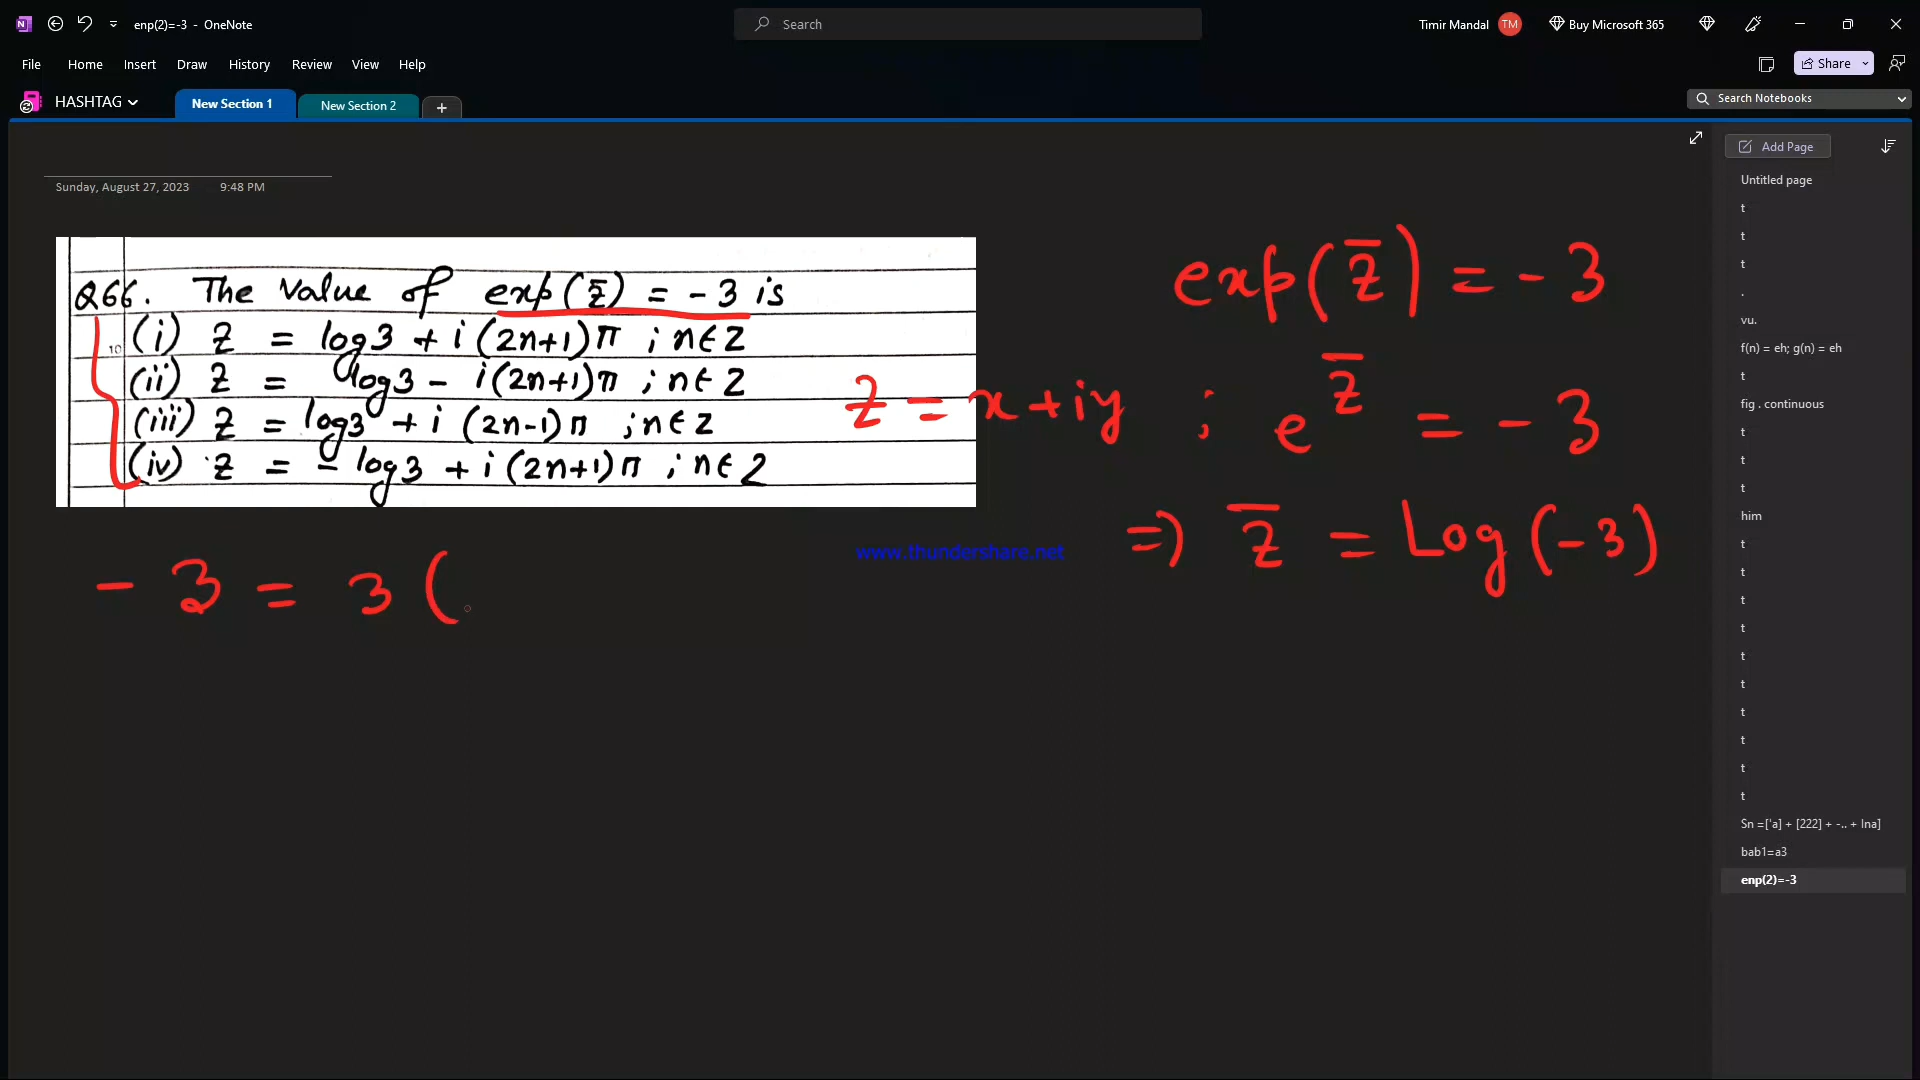 enp(2)=-3 - OneNote
Search
Timir Mandal
TM
Buy Microsoft 365
File Home Insert Draw History Review View Help
Share
HASHTAG
New Section 1
New Section 2
+
Search Notebooks
Sunday, August 27, 2023 9:48 PM
Q66. The value of exp(z̄) = -3 is
10
(i) z = log3 + i(2n+1)π ; n∈Z
(ii) z = log3 - i(2n+1)π ; n∈Z
(iii) z = log3 + i(2n-1)π ; n∈Z
(iv) z = - log3 + i(2n+1)π ; n∈Z
exp(z̄) = - 3
z = x + iy ; e^z̄ = - 3
⇒ z̄ = Log(-3)
www.thundershare.net
- 3 = 3 (
Add Page
Untitled page
t
t
t
.
vu.
f(n) = eh; g(n) = eh
t
fig . continuous
t
t
t
him
t
t
t
t
t
t
t
t
t
t
Sn =['a] + [222] + -.. + Ina]
bab1=a3
enp(2)=-3